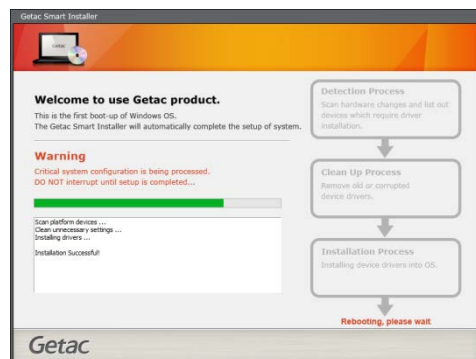 Getac Smart Installer
Getac
Welcome to use Getac product.
This is the first boot-up of Windows OS.
The Getac Smart Installer will automatically complete the setup of system.
Warning
Critical system configuration is being processed.
DO NOT interrupt until setup is completed...
Scan platform devices ...
Clean unnecessary settings ...
Installing drivers ...
Installation Successful!
Detection Process
Scan hardware changes and list out
devices which require driver
installation.
Clean Up Process
Remove old or corrupted
device drivers.
Installation Process
Installing device drivers into OS.
Rebooting, please wait
Getac